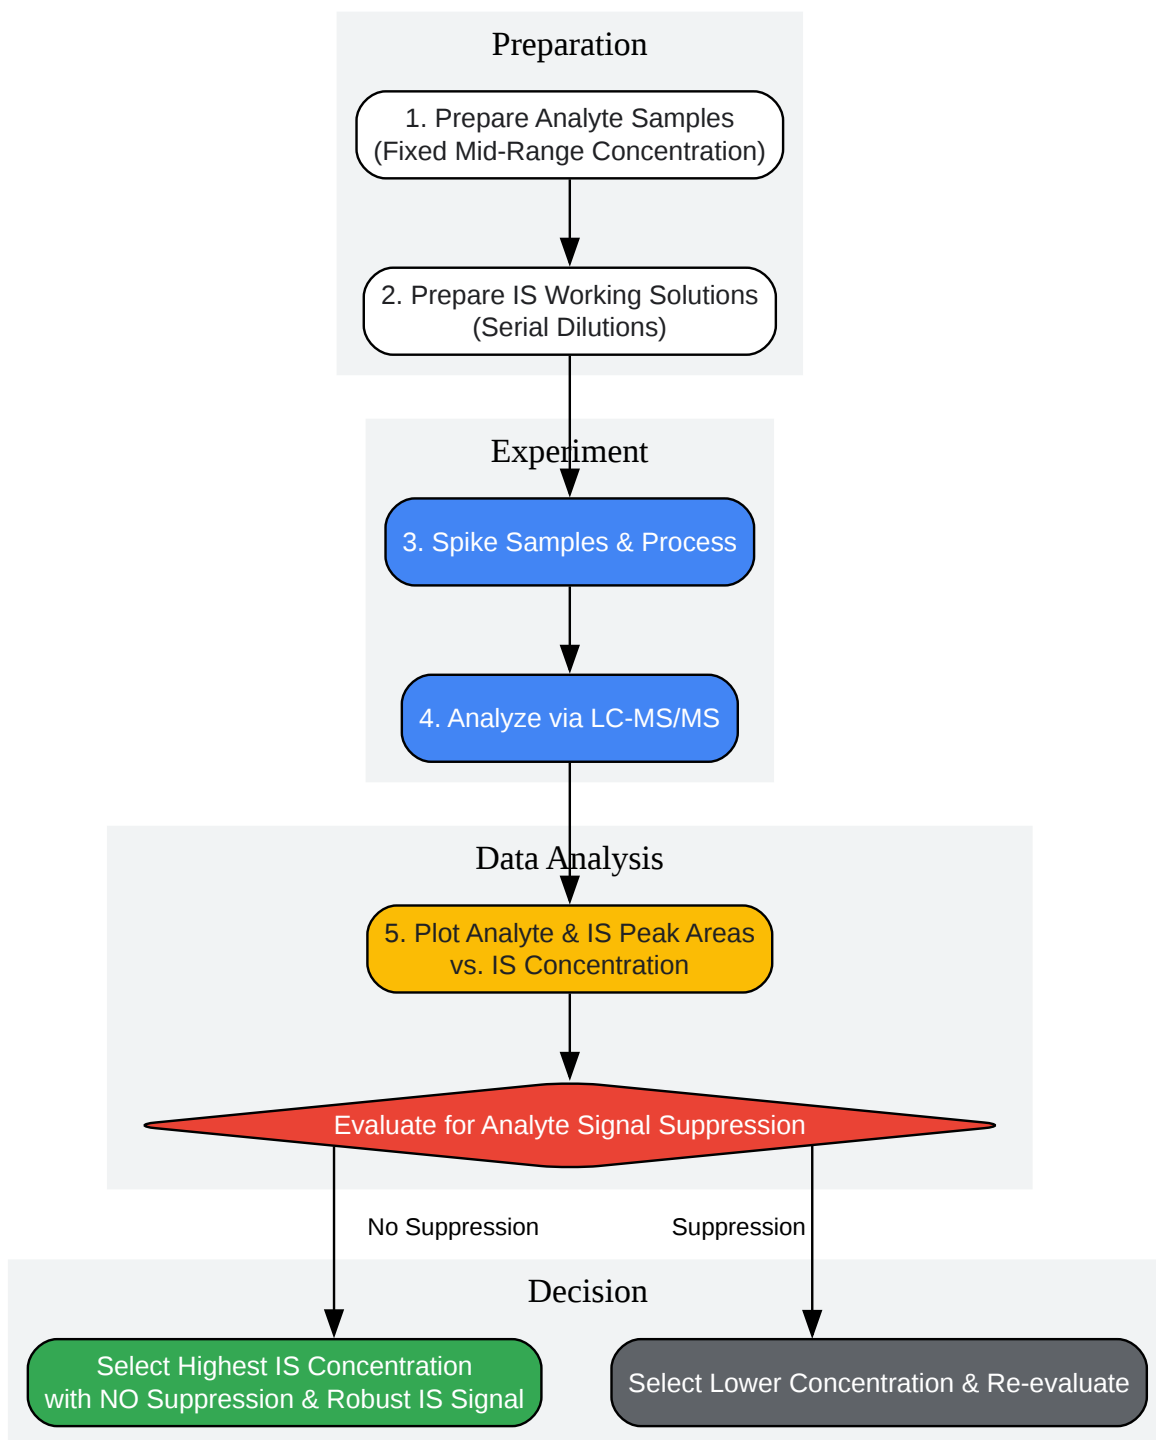 Preparation
1. Prepare Analyte Samples
(Fixed Mid-Range Concentration)
2. Prepare IS Working Solutions
(Serial Dilutions)
Experiment
3. Spike Samples & Process
4. Analyze via LC-MS/MS
Data Analysis
5. Plot Analyte & IS Peak Areas
vs. IS Concentration
Evaluate for Analyte Signal Suppression
No Suppression
Suppression
Decision
Select Highest IS Concentration
with NO Suppression & Robust IS Signal
Select Lower Concentration & Re-evaluate